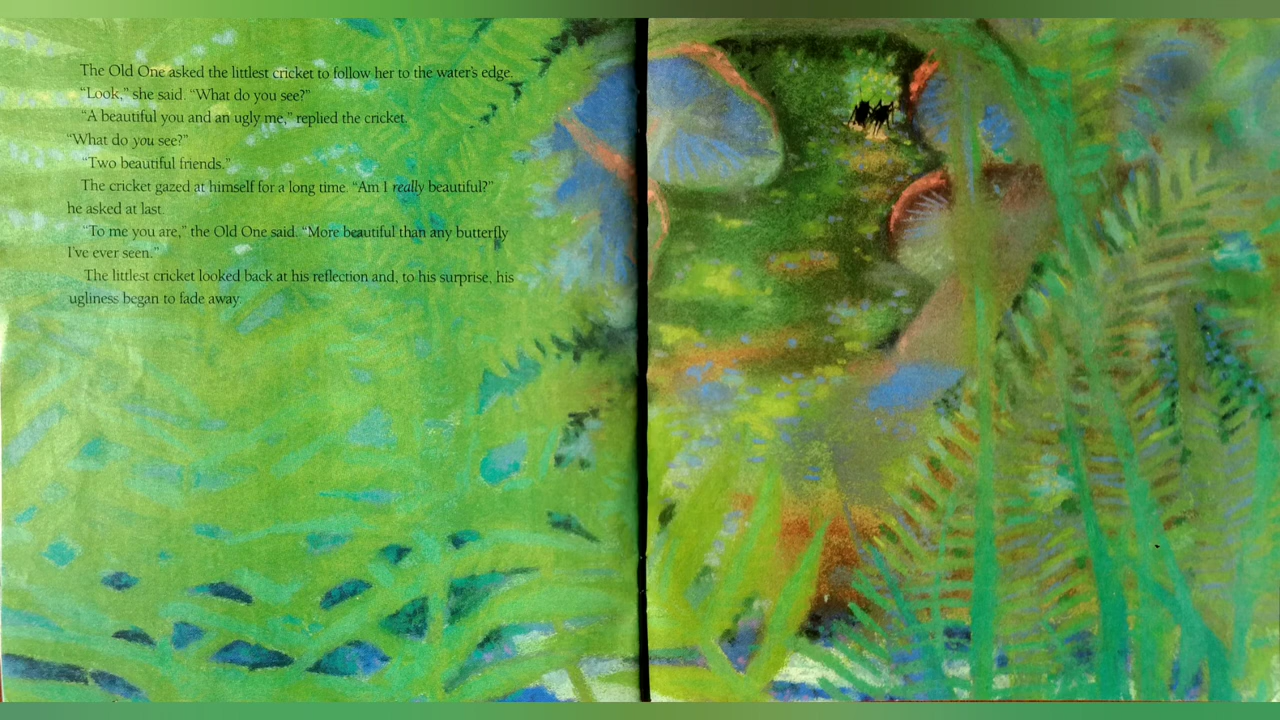 The Old One asked the littlest cricket to follow her to the water's edge.
“Look,” she said. “What do you see?”
“A beautiful you and an ugly me,” replied the cricket.
“What do you see?”
“Two beautiful friends.”
The cricket gazed at himself for a long time. “Am I really beautiful?”
he asked at last.
“To me you are,” the Old One said. “More beautiful than any butterfly
I've ever seen.”
The littlest cricket looked back at his reflection and, to his surprise, his
ugliness began to fade away.